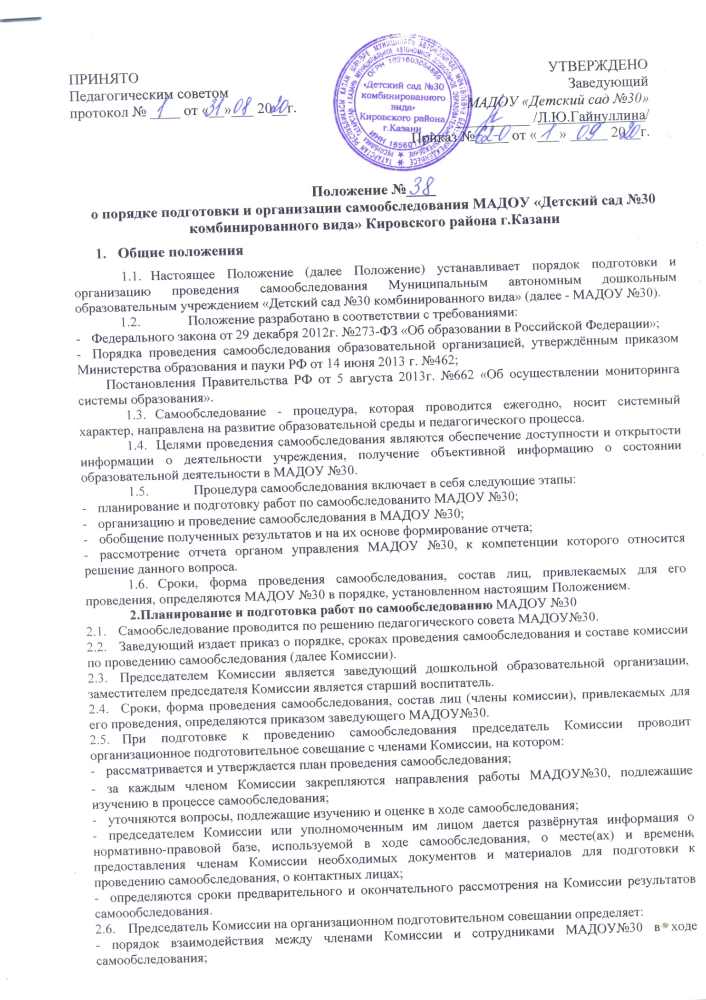 ПРИНЯТО
Педагогическим советом
протокол № 1 от «31» 08 2020г.
УТВЕРЖДЕНО
Заведующий
МАДОУ «Детский сад №30»
/Л.Ю.Гайнуллина/
Приказ № 62-О от «1» 09 2020г.
ОГРН 1021603064889
«Детский сад №30
комбинированного
вида»
Кировского района
г.Казани
Положение № 38
о порядке подготовки и организации самообследования МАДОУ «Детский сад №30
комбинированного вида» Кировского района г.Казани
1. Общие положения
1.1. Настоящее Положение (далее Положение) устанавливает порядок подготовки и
организацию проведения самообследования Муниципальным автономным дошкольным
образовательным учреждением «Детский сад №30 комбинированного вида» (далее - МАДОУ №30).
1.2. Положение разработано в соответствии с требованиями:
- Федерального закона от 29 декабря 2012г. №273-ФЗ «Об образовании в Российской Федерации»;
- Порядка проведения самообследования образовательной организацией, утверждённым приказом
Министерства образования и пауки РФ от 14 июня 2013 г. №462;
Постановления Правительства РФ от 5 августа 2013г. №662 «Об осуществлении мониторинга
системы образования».
1.3. Самообследование - процедура, которая проводится ежегодно, носит системный
характер, направлена на развитие образовательной среды и педагогического процесса.
1.4. Целями проведения самообследования являются обеспечение доступности и открытости
информации о деятельности учреждения, получение объективной информацию о состоянии
образовательной деятельности в МАДОУ №30.
1.5. Процедура самообследования включает в себя следующие этапы:
- планирование и подготовку работ по самообследованито МАДОУ №30;
- организацию и проведение самообследования в МАДОУ №30;
- обобщение полученных результатов и на их основе формирование отчета;
- рассмотрение отчета органом управления МАДОУ №30, к компетенции которого относится
решение данного вопроса.
1.6. Сроки, форма проведения самообследования, состав лиц, привлекаемых для его
проведения, определяются МАДОУ №30 в порядке, установленном настоящим Положением.
2.Планирование и подготовка работ по самообследованию МАДОУ №30
2.1. Самообследование проводится по решению педагогического совета МАДОУ№30.
2.2. Заведующий издает приказ о порядке, сроках проведения самообследования и составе комиссии
по проведению самообследования (далее Комиссии).
2.3. Председателем Комиссии является заведующий дошкольной образовательной организации,
заместителем председателя Комиссии является старший воспитатель.
2.4. Сроки, форма проведения самообследования, состав лиц (члены комиссии), привлекаемых для
его проведения, определяются приказом заведующего МАДОУ№30.
2.5. При подготовке к проведению самообследования председатель Комиссии проводит
организационное подготовительное совещание с членами Комиссии, на котором:
- рассматривается и утверждается план проведения самообследования;
- за каждым членом Комиссии закрепляются направления работы МАДОУ№30, подлежащие
изучению в процессе самообследования;
- уточняются вопросы, подлежащие изучению и оценке в ходе самообследования;
- председателем Комиссии или уполномоченным им лицом дается развёрнутая информация о
нормативно-правовой базе, используемой в ходе самообследования, о месте(ах) и времени,
предоставления членам Комиссии необходимых документов и материалов для подготовки к
проведению самообследования, о контактных лицах;
- определяются сроки предварительного и окончательного рассмотрения на Комиссии результатов
самоообследования.
2.6. Председатель Комиссии на организационном подготовительном совещании определяет:
- порядок взаимодействия между членами Комиссии и сотрудниками МАДОУ№30 в ходе
самообследования;